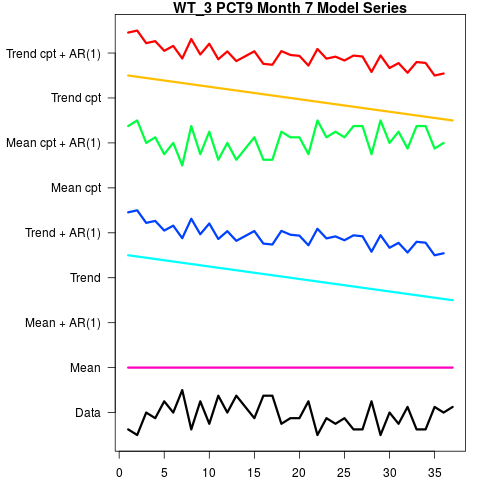 WT_3 PCT9 Month 7 Model Series
Trend cpt + AR(1)
Trend cpt
Mean cpt + AR(1)
Mean cpt
Trend + AR(1)
Trend
Mean + AR(1)
Mean
Data
0 5 10 15 20 25 30 35